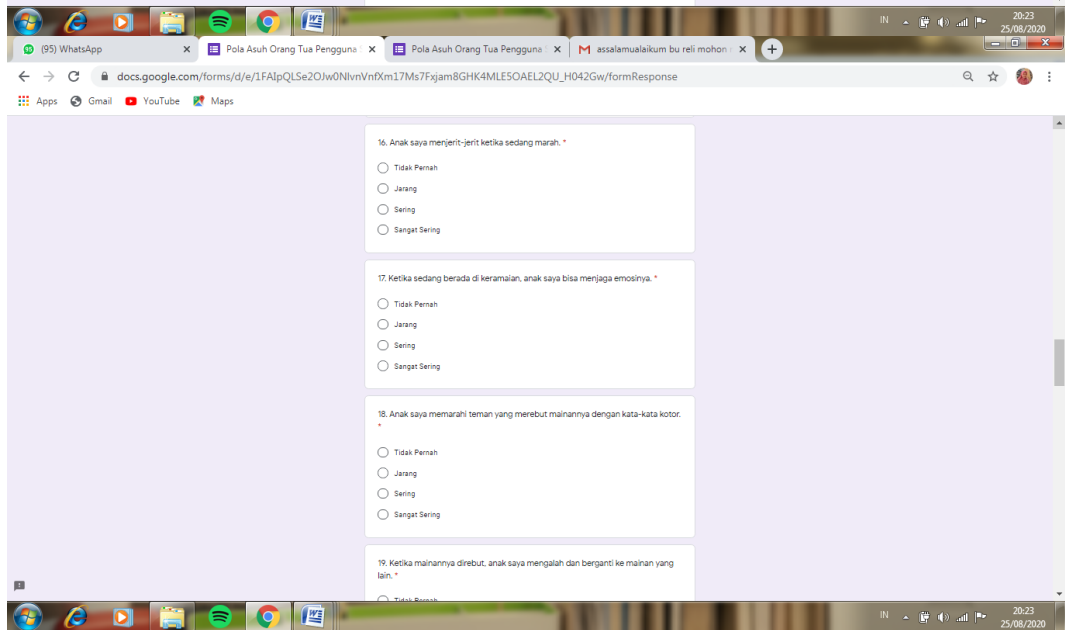 IN
20:23
25/08/2020
(95) WhatsApp
Pola Asuh Orang Tua Pengguna
Pola Asuh Orang Tua Pengguna
assalamualaikum bu reli mohon
docs.google.com/forms/d/e/1FAIpQLSe2OJw0NlvnVnfXm17Ms7Fxjam8GHK4MLE5OAEL2QU_H042Gw/formResponse
Apps
Gmail
YouTube
Maps
16. Anak saya menjerit-jerit ketika sedang marah. *
Tidak Pernah
Jarang
Sering
Sangat Sering
17. Ketika sedang berada di keramaian, anak saya bisa menjaga emosinya. *
Tidak Pernah
Jarang
Sering
Sangat Sering
18. Anak saya memarahi teman yang merebut mainannya dengan kata-kata kotor.
*
Tidak Pernah
Jarang
Sering
Sangat Sering
19. Ketika mainannya direbut, anak saya mengalah dan berganti ke mainan yang
lain. *
Tidak Pernah
IN
20:23
25/08/2020